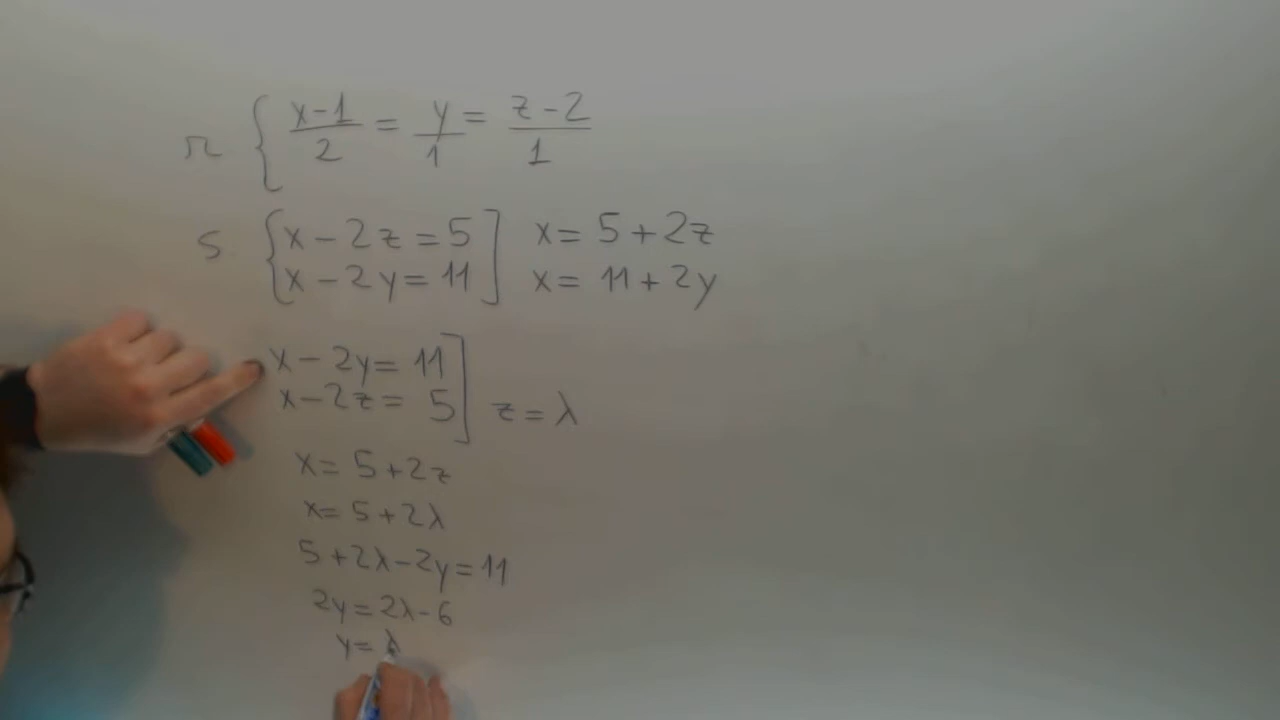 r { x-1/2 = y/1 = z-2/1
s { x - 2z = 5 ] x = 5 + 2z
x - 2y = 11 x = 11 + 2y
x - 2y = 11 ]
x - 2z = 5 z = λ
x = 5 + 2z
x = 5 + 2λ
5 + 2λ - 2y = 11
2y = 2λ - 6
y = λ